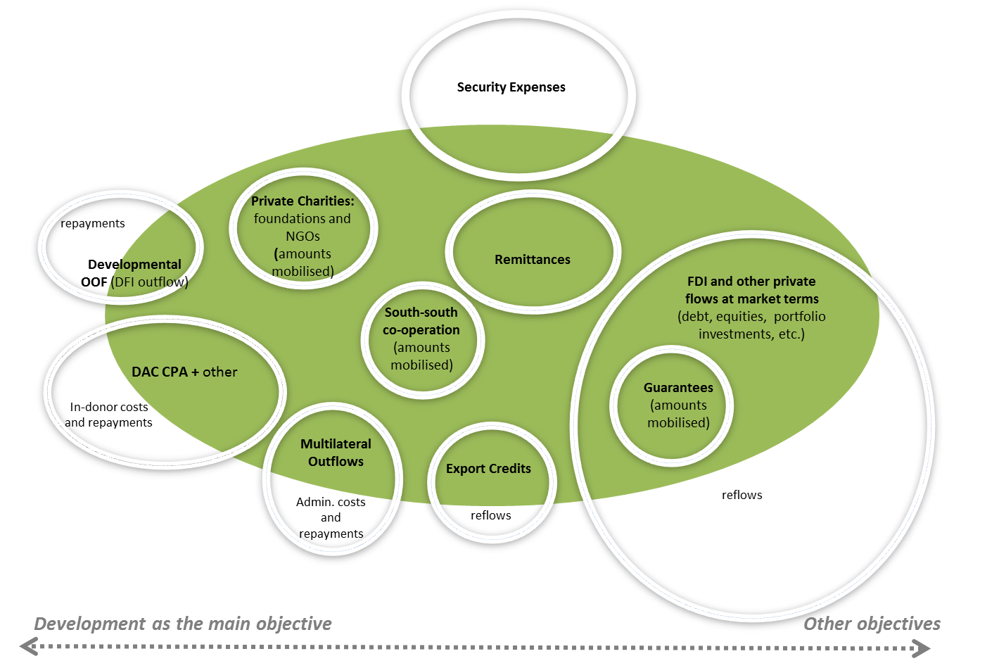 Security Expenses
Private Charities:
foundations and
NGOs
(amounts
mobilised)
repayments
Developmental
OOF (DFI outflow)
Remittances
South-south
co-operation
(amounts
mobilised)
FDI and other private
flows at market terms
(debt, equities,  portfolio
investments, etc.)
Guarantees
(amounts
mobilised)
DAC CPA + other
In-donor costs
and repayments
Multilateral
Outflows
Admin. costs
and
repayments
Export Credits
reflows
reflows
Development as the main objective
Other objectives